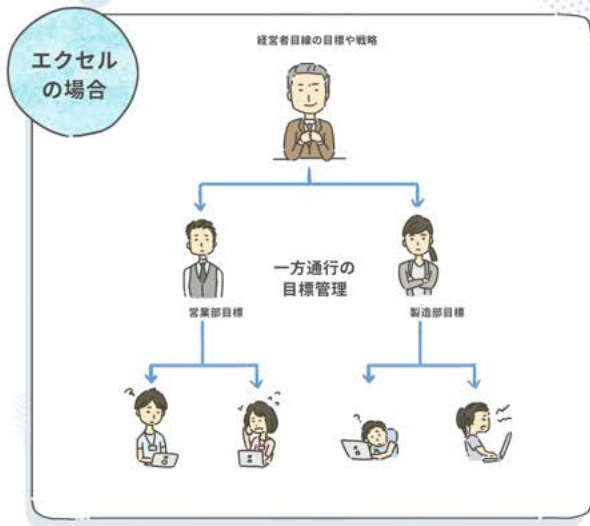 エクセル
の場合
経営者目線の目標や戦略
一方通行の
目標管理
営業部目標
製造部目標